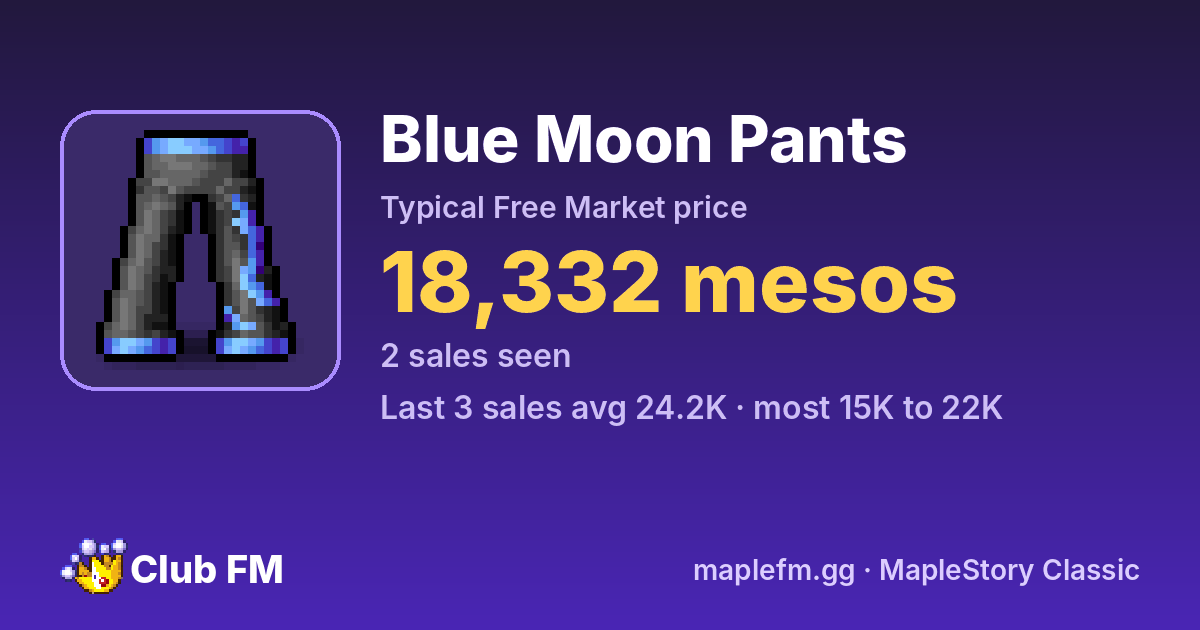 Blue Moon Pants
Typical Free Market price
18,332 mesos
2 sales seen
Last 3 sales avg 24.2K · most 15K to 22K
Club FM
maplefm.gg · MapleStory Classic